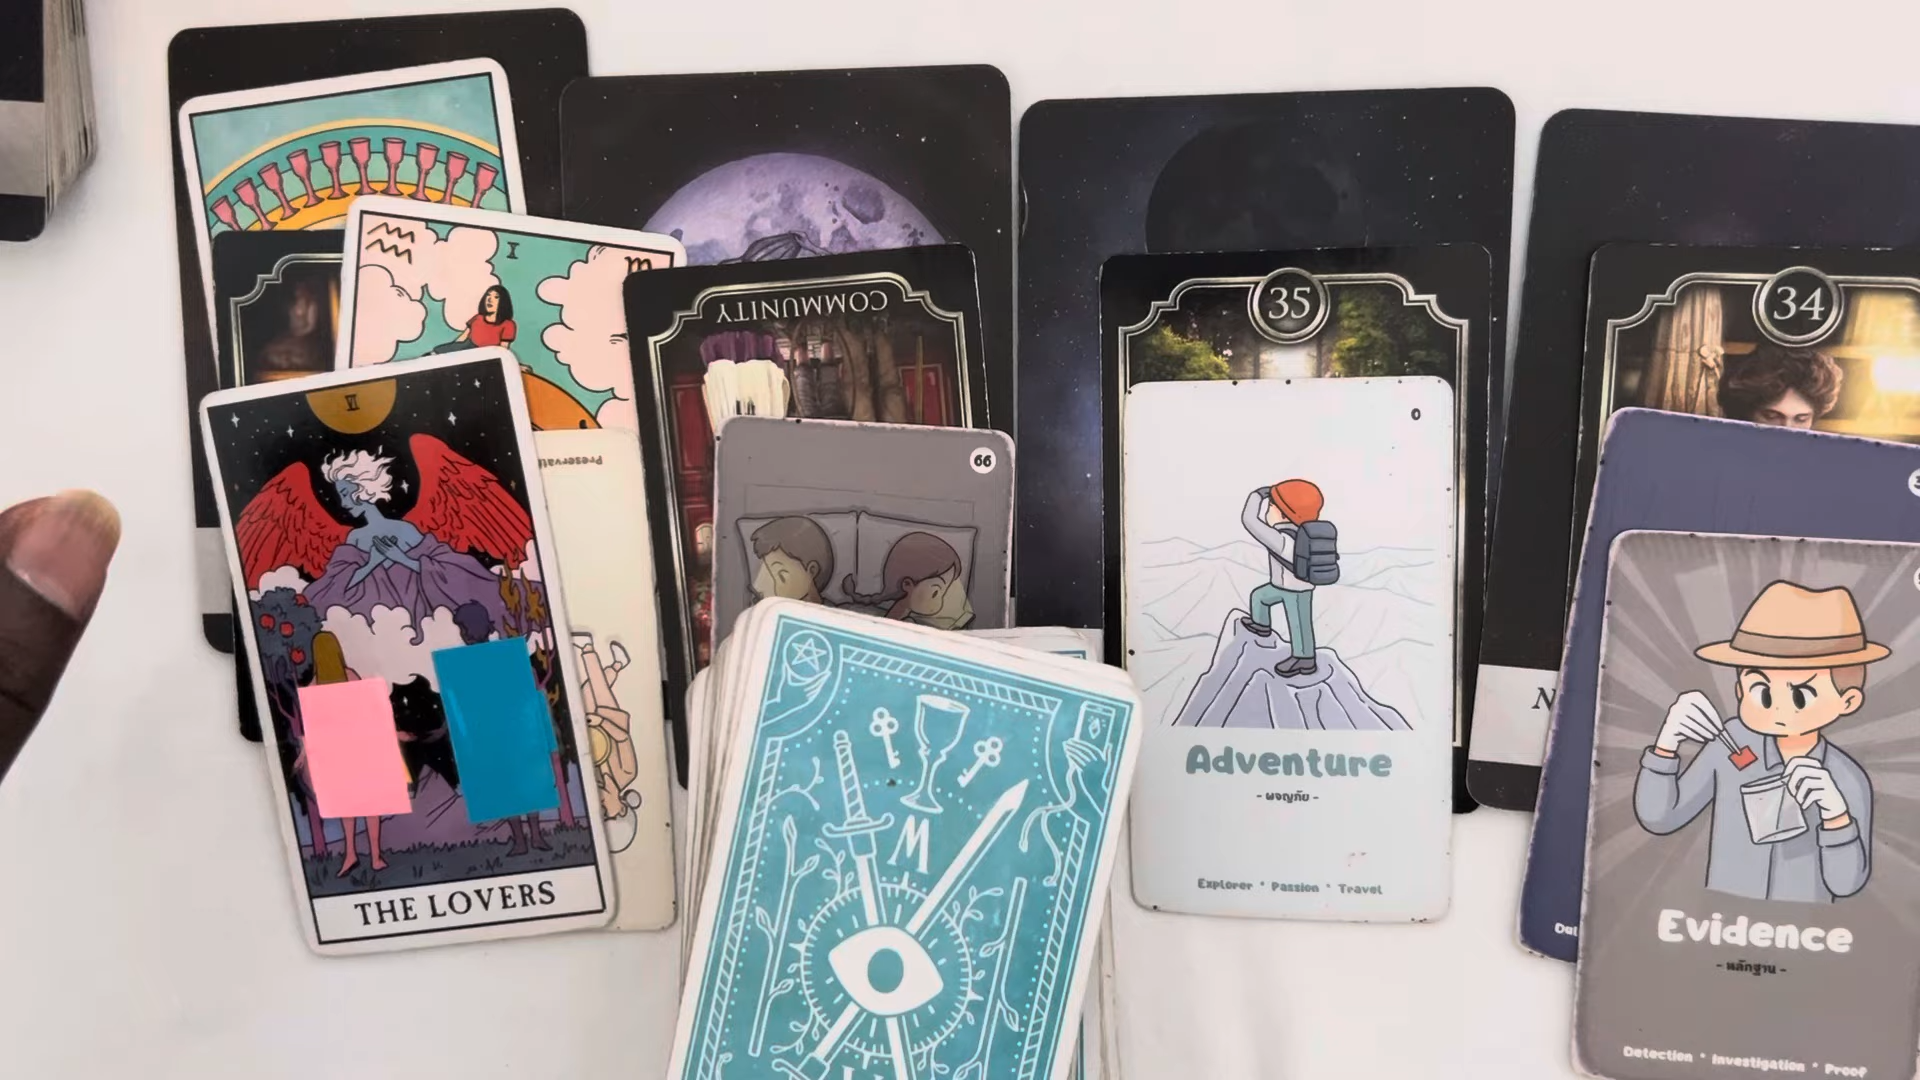 I
COMMUNITY
35
34
VI
66
0
Adventure
- ผจญภัย -
Explorer * Passion * Travel
THE LOVERS
M
Evidence
- หลักฐาน -
Detection * Investigation * Proof